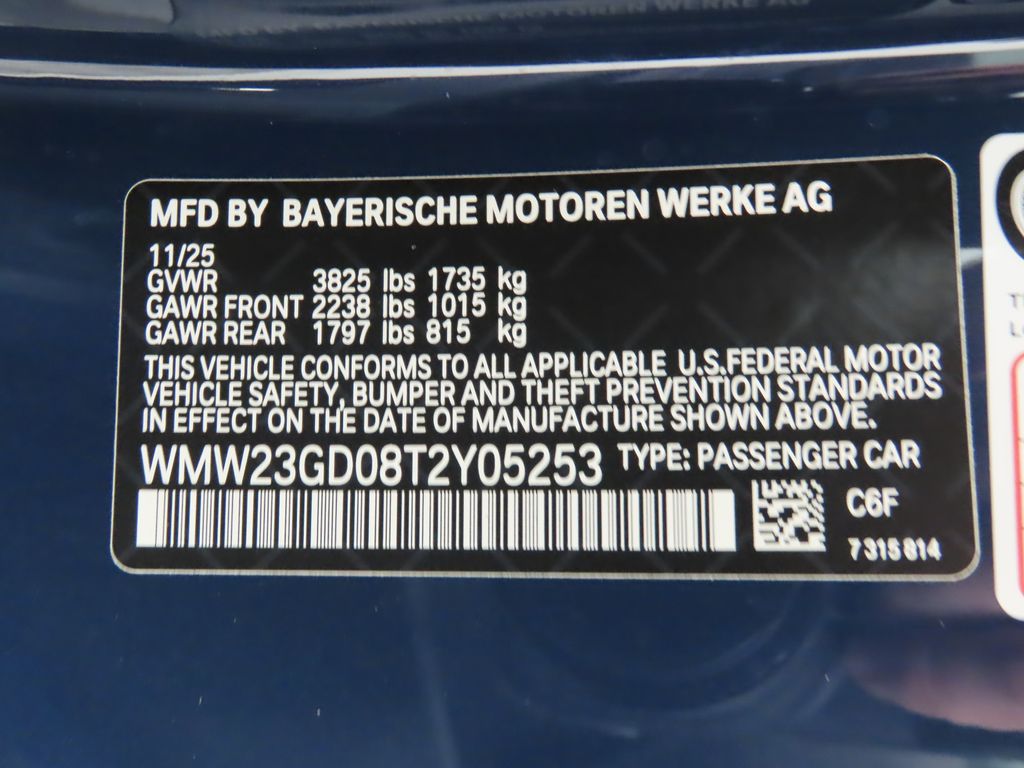 MFD BY BAYERISCHE MOTOREN WERKE AG
11/25
GVWR 3825 lbs 1735 kg
GAWR FRONT 2238 lbs 1015 kg
GAWR REAR 1797 lbs 815 kg
THIS VEHICLE CONFORMS TO ALL APPLICABLE U.S.FEDERAL MOTOR
VEHICLE SAFETY, BUMPER AND THEFT PREVENTION STANDARDS
IN EFFECT ON THE DATE OF MANUFACTURE SHOWN ABOVE.
WMW23GD08T2Y05253 TYPE: PASSENGER CAR
C6F
7315814